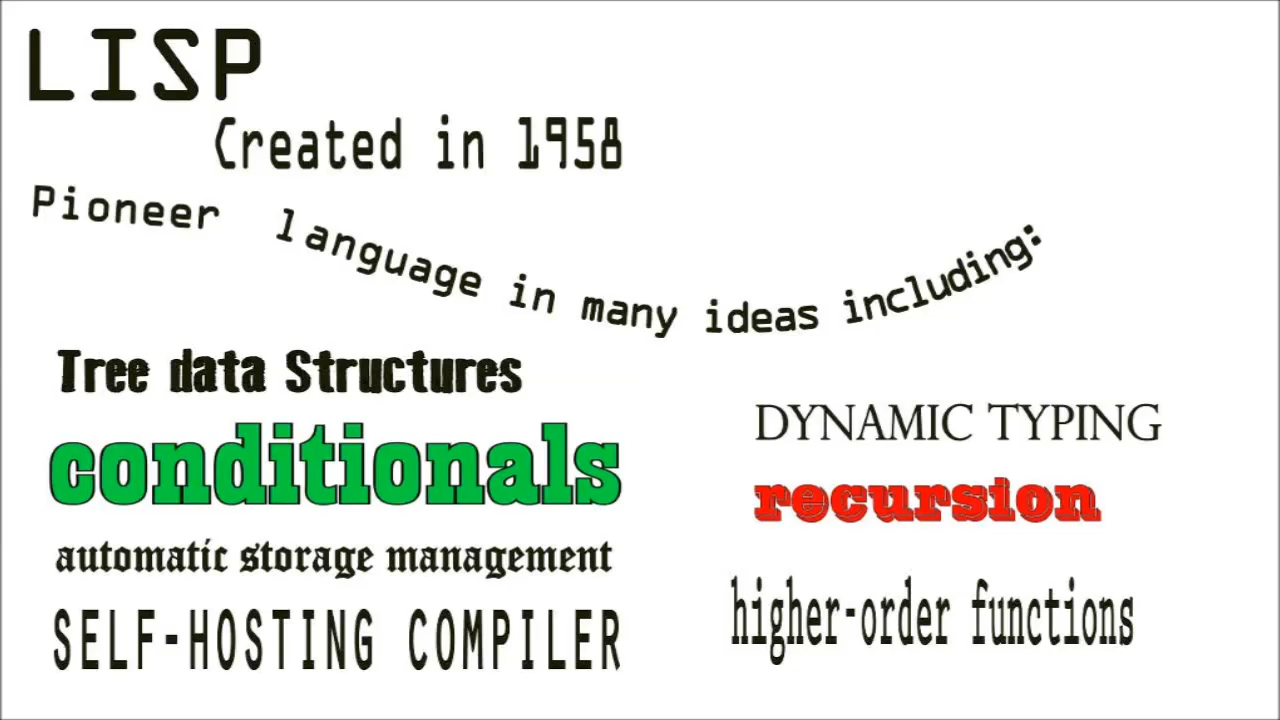 LISP
Created in 1958
Pioneer language in many ideas including:
Tree data Structures
conditionals
automatic storage management
SELF-HOSTING COMPILER
DYNAMIC TYPING
recursion
higher-order functions